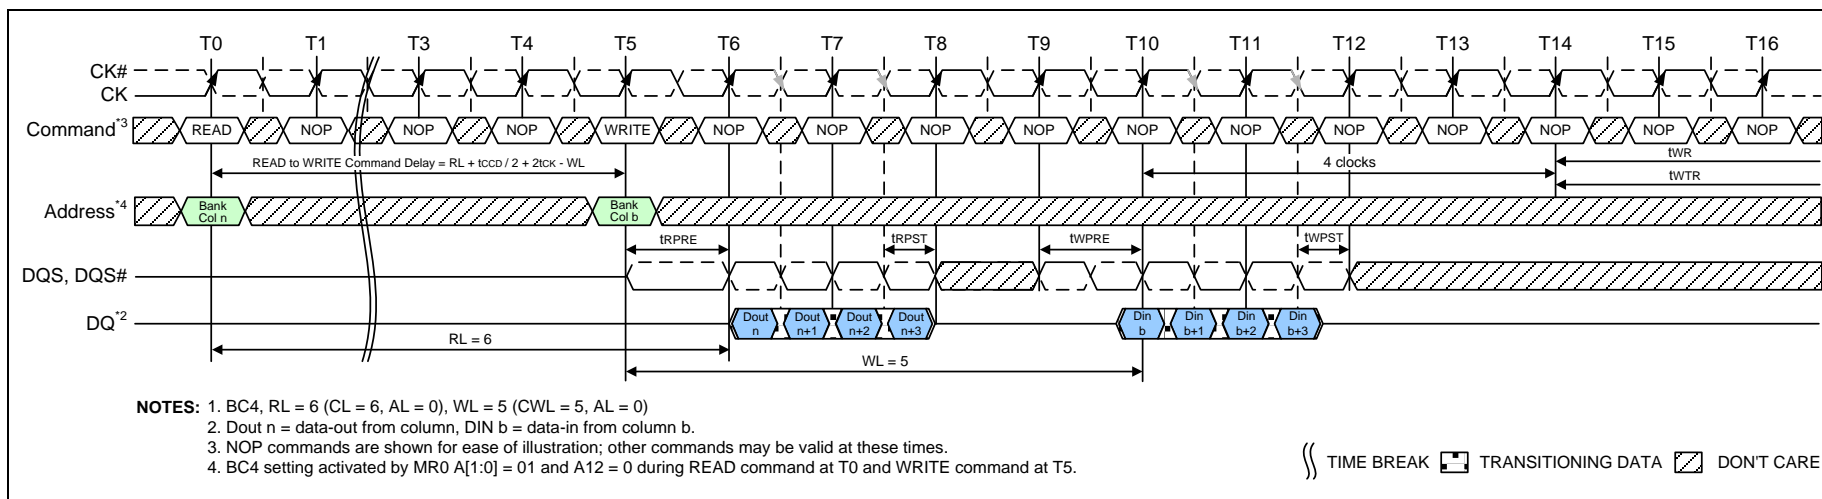 T0 T1 T3 T4 T5 T6 T7 T8 T9 T10 T11 T12 T13 T14 T15 T16
CK#
CK
Command*3 READ NOP NOP NOP WRITE NOP NOP NOP NOP NOP NOP NOP NOP NOP NOP NOP
READ to WRITE Command Delay = RL + tCCD / 2 + 2tCK - WL 4 clocks tWR
tWTR
Address*4 Bank Col n Bank Col b
tRPRE tRPST tWPRE tWPST
DQS, DQS#
DQ*2 Dout n Dout n+1 Dout n+2 Dout n+3 Din b Din b+1 Din b+2 Din b+3
RL = 6
WL = 5
NOTES: 1. BC4, RL = 6 (CL = 6, AL = 0), WL = 5 (CWL = 5, AL = 0)
2. Dout n = data-out from column, DIN b = data-in from column b.
3. NOP commands are shown for ease of illustration; other commands may be valid at these times.
4. BC4 setting activated by MR0 A[1:0] = 01 and A12 = 0 during READ command at T0 and WRITE command at T5.
TIME BREAK TRANSITIONING DATA DON'T CARE